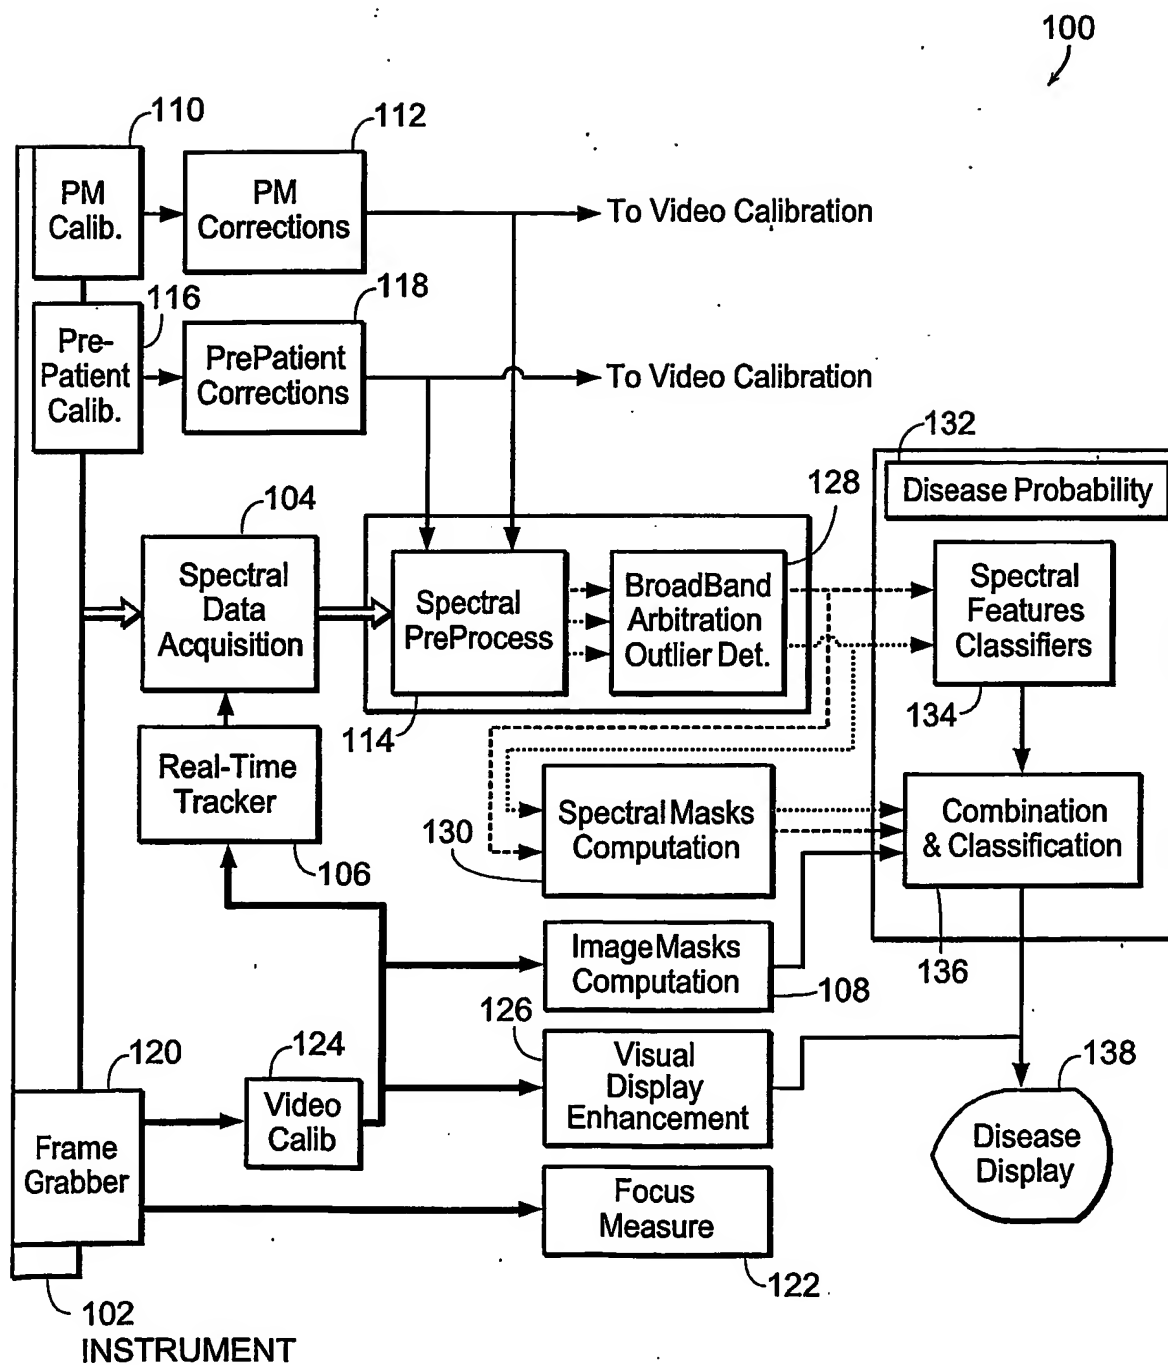 100
110
112
PM
Calib.
PM
Corrections
To Video Calibration
116
118
Pre-
Patient
Calib.
PrePatient
Corrections
To Video Calibration
132
Disease Probability
104
128
Spectral
Data
Acquisition
Spectral
PreProcess
BroadBand
Arbitration
Outlier Det.
Spectral
Features
Classifiers
114
134
Real-Time
Tracker
106
130
Spectral Masks
Computation
Combination
& Classification
136
Image Masks
Computation
108
126
120
124
Visual
Display
Enhancement
138
Video
Calib
Frame
Grabber
Disease
Display
Focus
Measure
122
102
INSTRUMENT